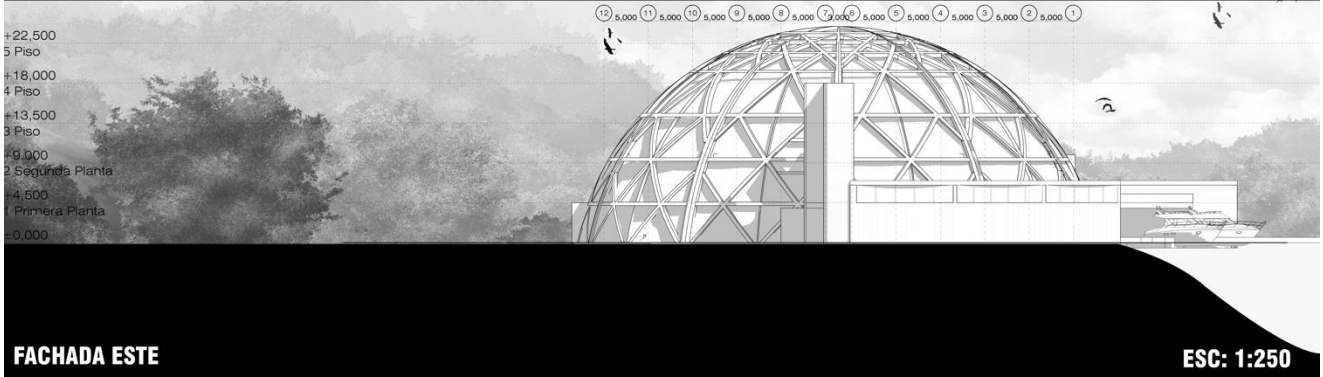 12 5,000 11 5,000 10 5,000 9 5,000 8 5,000 7 3,000 6 5,000 5 5,000 4 5,000 3 5,000 2 5,000 1
+22,500
5 Piso
+18,000
4 Piso
+13,500
3 Piso
+9,000
2 Segunda Planta
+4,500
1 Primera Planta
±0,000
FACHADA ESTE
ESC: 1:250